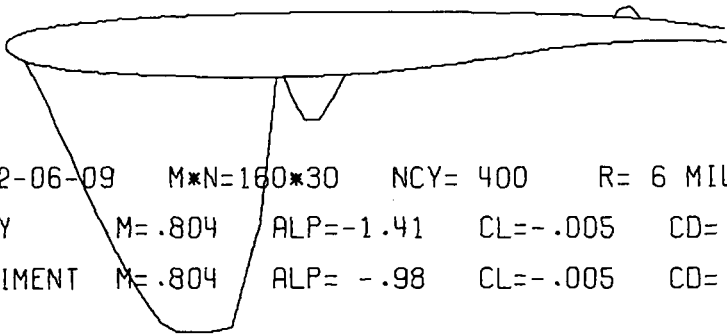 2-06-09 M*N=160*30 NCY= 400 R= 6 MIL
Y M=.804 ALP=-1.41 CL=-.005 CD=
IMENT M=.804 ALP= -.98 CL=-.005 CD=